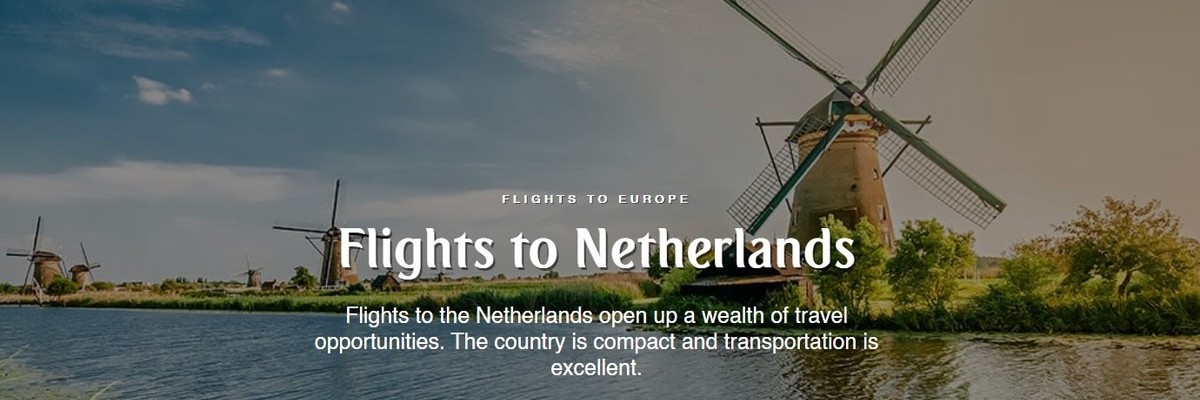 FLIGHTS TO EUROPE
Flights to Netherlands
Flights to the Netherlands open up a wealth of travel
opportunities. The country is compact and transportation is
excellent.